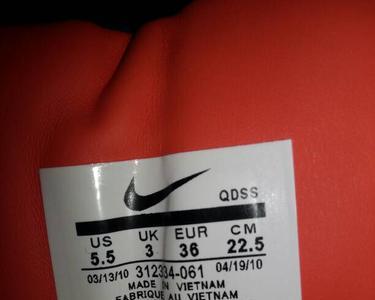 QDSS
US UK EUR CM
5.5 3 36 22.5
03/13/10 312334-061 04/19/10
MADE IN VIETNAM
FABRIQUE AU VIETNAM